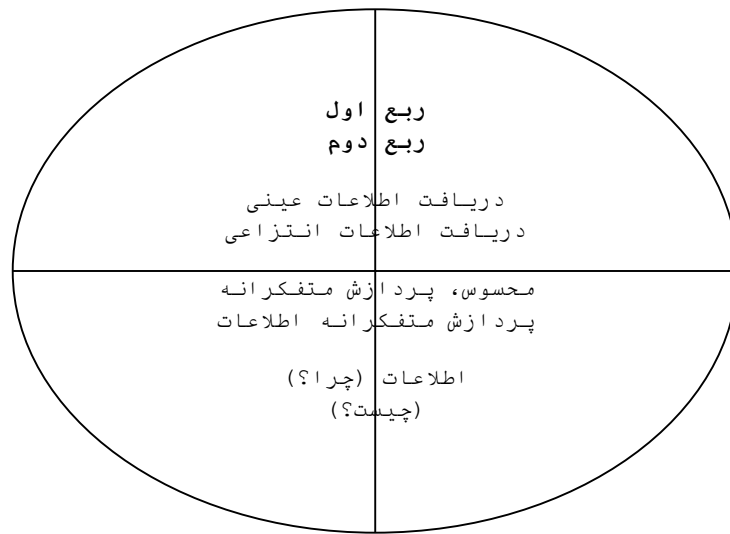 ربع اول
ربع دوم
دریافت اطلاعات عینی
دریافت اطلاعات انتزاعی
محسوس، پردازش متفکرانه
پردازش متفکرانه اطلاعات
اطلاعات (چرا؟)
(چیست؟)